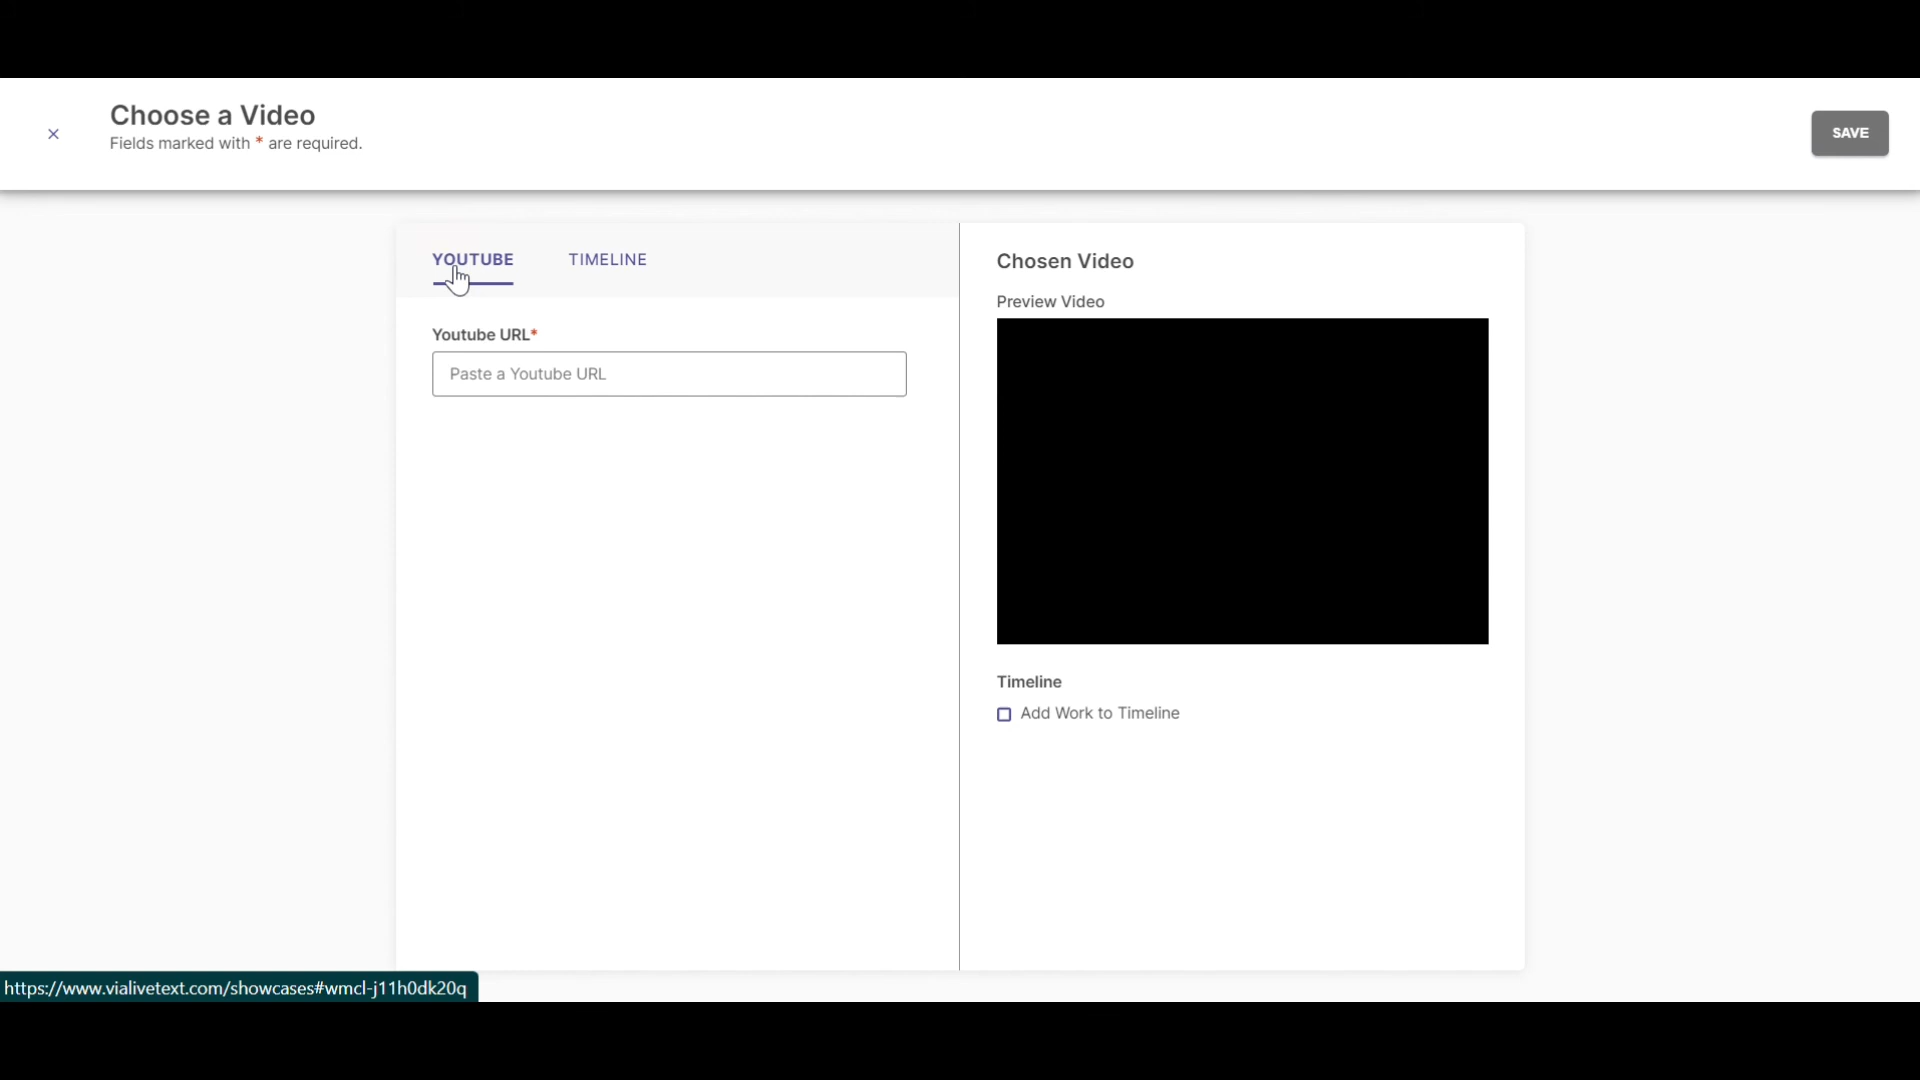 Choose a Video
Fields marked with * are required.
SAVE
YOUTUBE
TIMELINE
Youtube URL*
Paste a Youtube URL
Chosen Video
Preview Video
Timeline
Add Work to Timeline
https://www.vialivetext.com/showcases#wmcl-j11h0dk20q